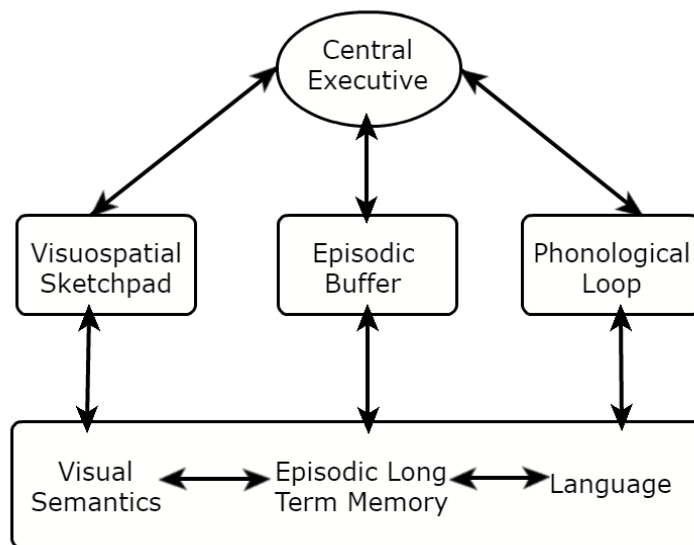 Central
Executive
Visuospatial
Sketchpad
Episodic
Buffer
Phonological
Loop
Visual
Semantics
Episodic Long
Term Memory
Language